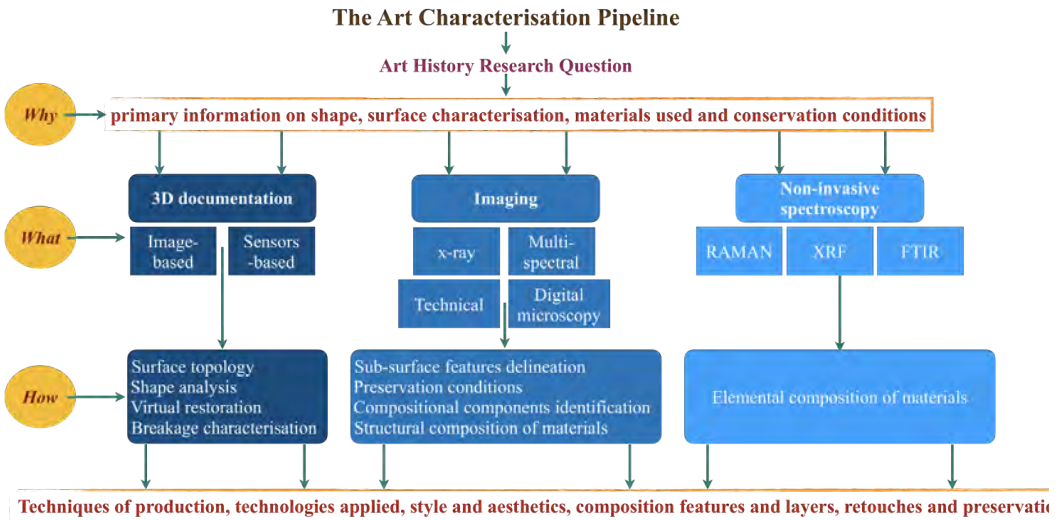 The Art Characterisation Pipeline
Art History Research Question
Why
primary information on shape, surface characterisation, materials used and conservation conditions
3D documentation
Imaging
Non-invasive
spectroscopy
What
Image-
based
Sensors
-based
x-ray
Multi-
spectral
RAMAN
XRF
FTIR
Technical
Digital
microscopy
How
Surface topology
Shape analysis
Virtual restoration
Breakage characterisation
Sub-surface features delineation
Preservation conditions
Compositional components identification
Structural composition of materials
Elemental composition of materials
Techniques of production, technologies applied, style and aesthetics, composition features and layers, retouches and